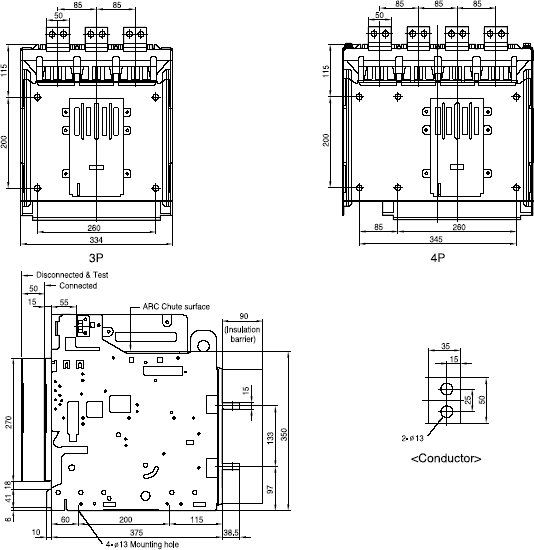 85 85
50
115
200
260
334
3P
85 85 85
50
115
200
85 260
345
4P
Disconnected & Test
50 Connected
15 55
ARC Chute surface
90
(Insulation
barrier)
270
15
133
350
97
18
41
6
60 200 115
10 375 38.5
4-ø13 Mounting hole
35
15
25
50
2-ø13
<Conductor>